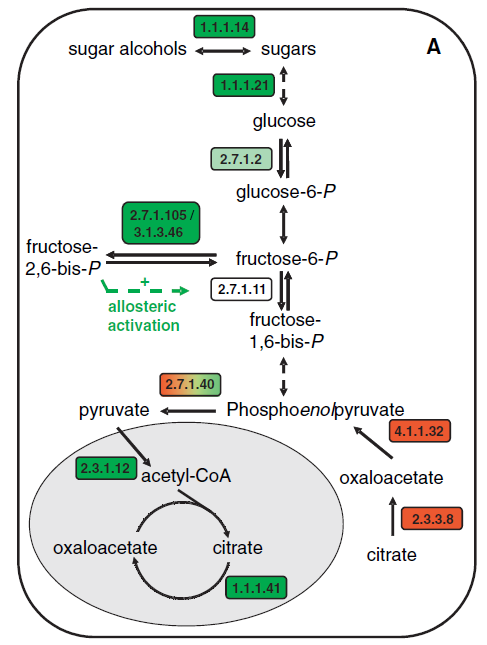 1.1.1.14
A
sugar alcohols sugars
1.1.1.21
glucose
2.7.1.2
glucose-6-P
2.7.1.105 /
3.1.3.46
fructose-
2,6-bis-P
fructose-6-P
+
2.7.1.11
allosteric
activation
fructose-
1,6-bis-P
2.7.1.40
pyruvate Phosphoenolpyruvate
4.1.1.32
2.3.1.12 acetyl-CoA
oxaloacetate
2.3.3.8
oxaloacetate citrate
citrate
1.1.1.41